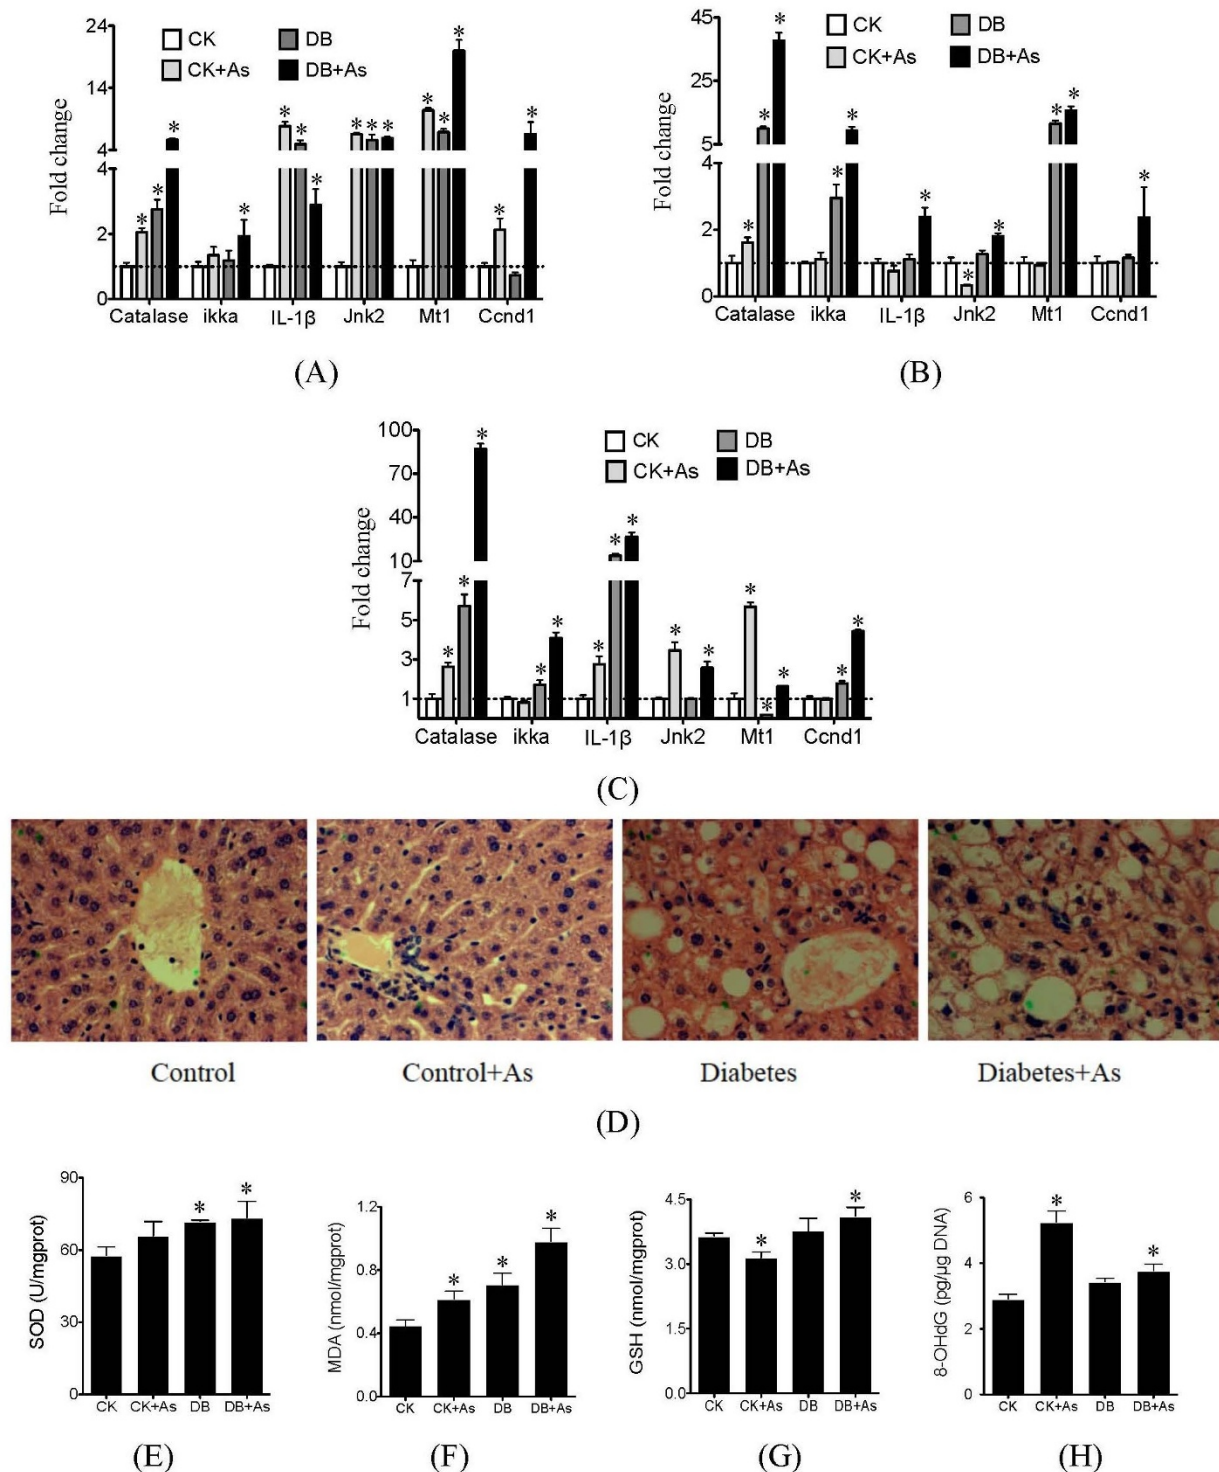 24
14
4
4
2
0
Fold change
CK
DB
CK+As
DB+As
* * * * * * * * * * * * * * * *
Catalase ikka IL-1β Jnk2 Mt1 Ccnd1
(A)
45
25
5
4
2
0
Fold change
CK
DB
CK+As
DB+As
* * * * * * * * * * *
Catalase ikka IL-1β Jnk2 Mt1 Ccnd1
(B)
100
70
40
10
7
5
3
1
Fold change
CK
DB
CK+As
DB+As
* * * * * * * * * * * * * * *
Catalase ikka IL-1β Jnk2 Mt1 Ccnd1
(C)
Control Control+As Diabetes Diabetes+As
(D)
90
60
30
0
SOD (U/mgprot)
* *
CK CK+As DB DB+As
(E)
1.2
0.8
0.4
0.0
MDA (nmol/mgprot)
* * *
CK CK+As DB DB+As
(F)
4.5
3.0
1.5
0.0
GSH (nmol/mgprot)
* *
CK CK+As DB DB+As
(G)
6
4
2
0
8-OHdG (pg/µg DNA)
* *
CK CK+As DB DB+As
(H)